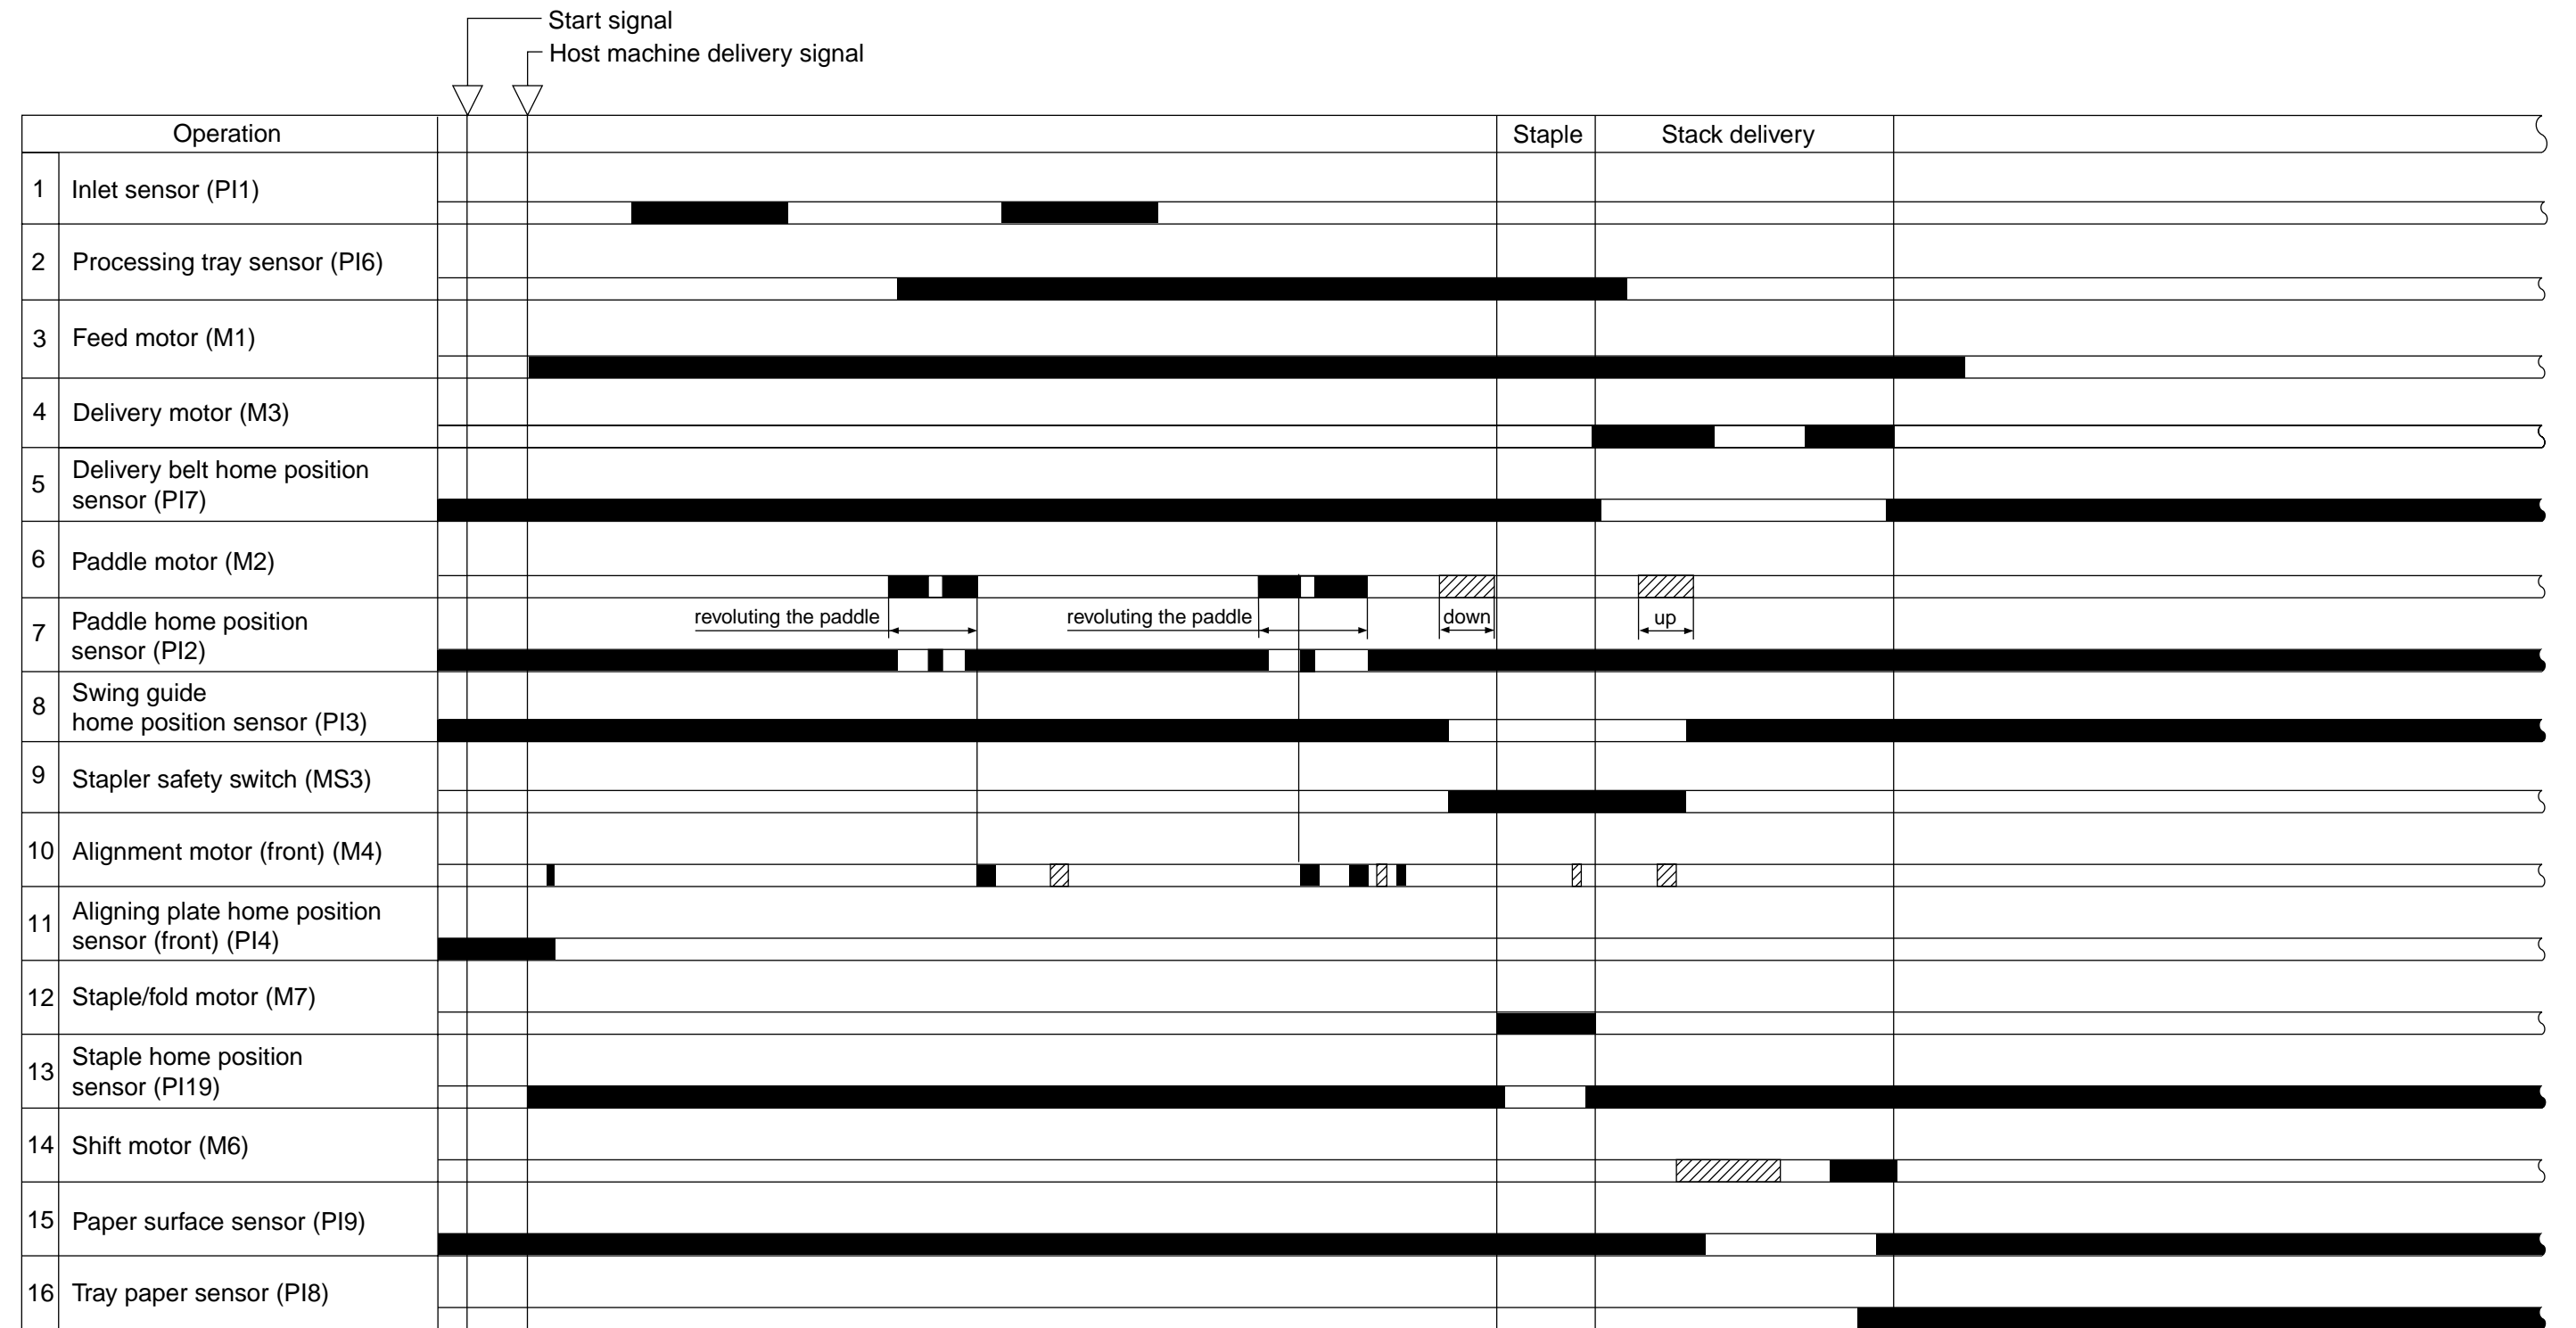 Start signal
Host machine delivery signal
Operation
Staple
Stack delivery
1
Inlet sensor (PI1)
2
Processing tray sensor (PI6)
3
Feed motor (M1)
4
Delivery motor (M3)
5
Delivery belt home position
sensor (PI7)
6
Paddle motor (M2)
revoluting the paddle
revoluting the paddle
down
up
7
Paddle home position
sensor (PI2)
8
Swing guide
home position sensor (PI3)
9
Stapler safety switch (MS3)
10
Alignment motor (front) (M4)
11
Aligning plate home position
sensor (front) (PI4)
12
Staple/fold motor (M7)
13
Staple home position
sensor (PI19)
14
Shift motor (M6)
15
Paper surface sensor (PI9)
16
Tray paper sensor (PI8)